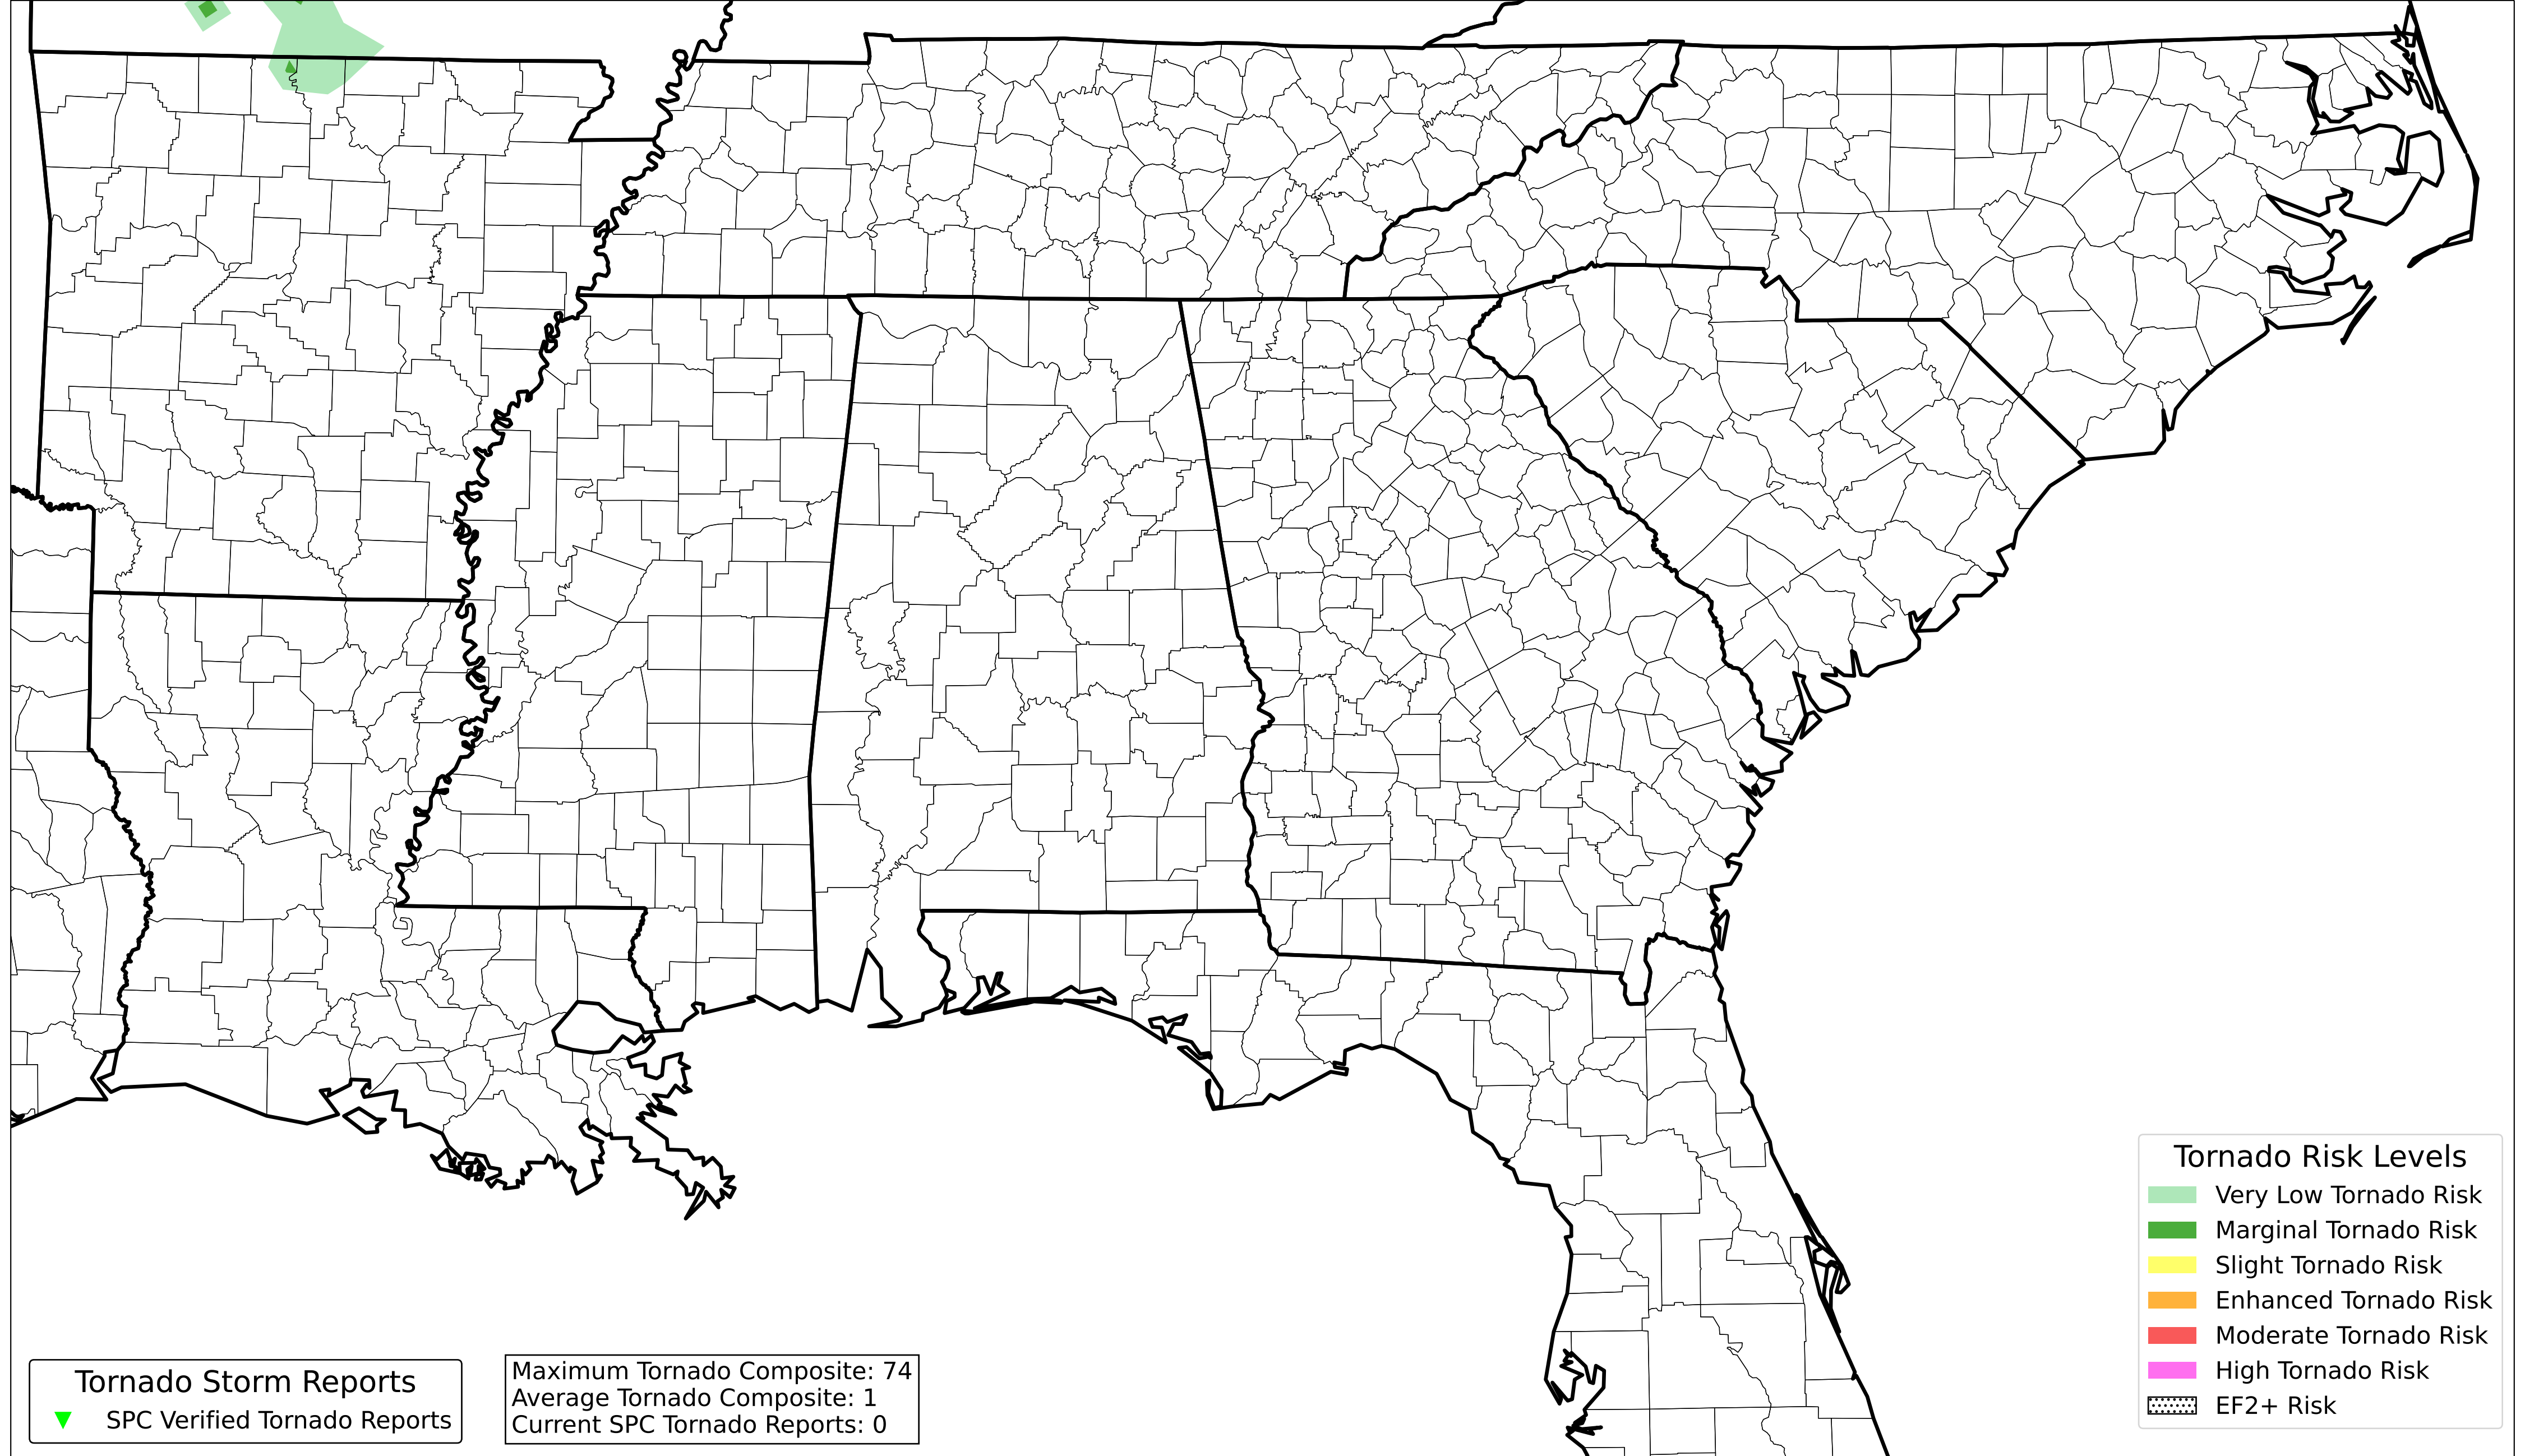 Tornado Risk Levels
Very Low Tornado Risk
Marginal Tornado Risk
Slight Tornado Risk
Enhanced Tornado Risk
Moderate Tornado Risk
High Tornado Risk
EF2+ Risk
Tornado Storm Reports
SPC Verified Tornado Reports
Maximum Tornado Composite: 74
Average Tornado Composite: 1
Current SPC Tornado Reports: 0